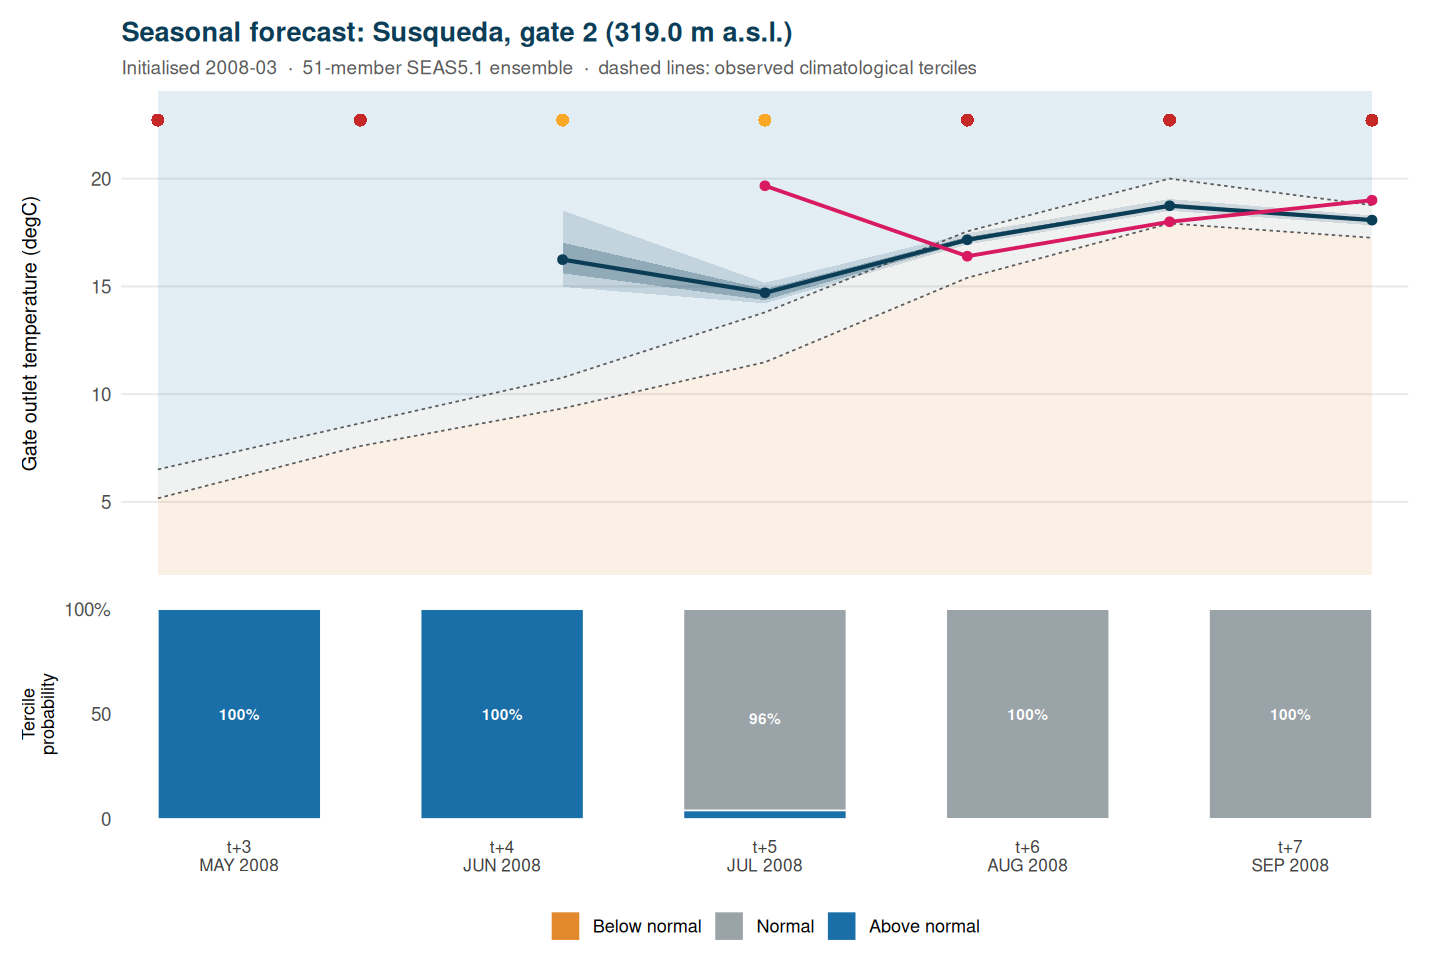 Seasonal forecast: Susqueda, gate 2 (319.0 m a.s.l.)
Initialised 2008-03 · 51-member SEAS5.1 ensemble · dashed lines: observed climatological terciles
Gate outlet temperature (degC)
20
15
10
5
Tercile
probability
100%
50
0
100%
100%
96%
100%
100%
t+3
MAY 2008
t+4
JUN 2008
t+5
JUL 2008
t+6
AUG 2008
t+7
SEP 2008
Below normal
Normal
Above normal